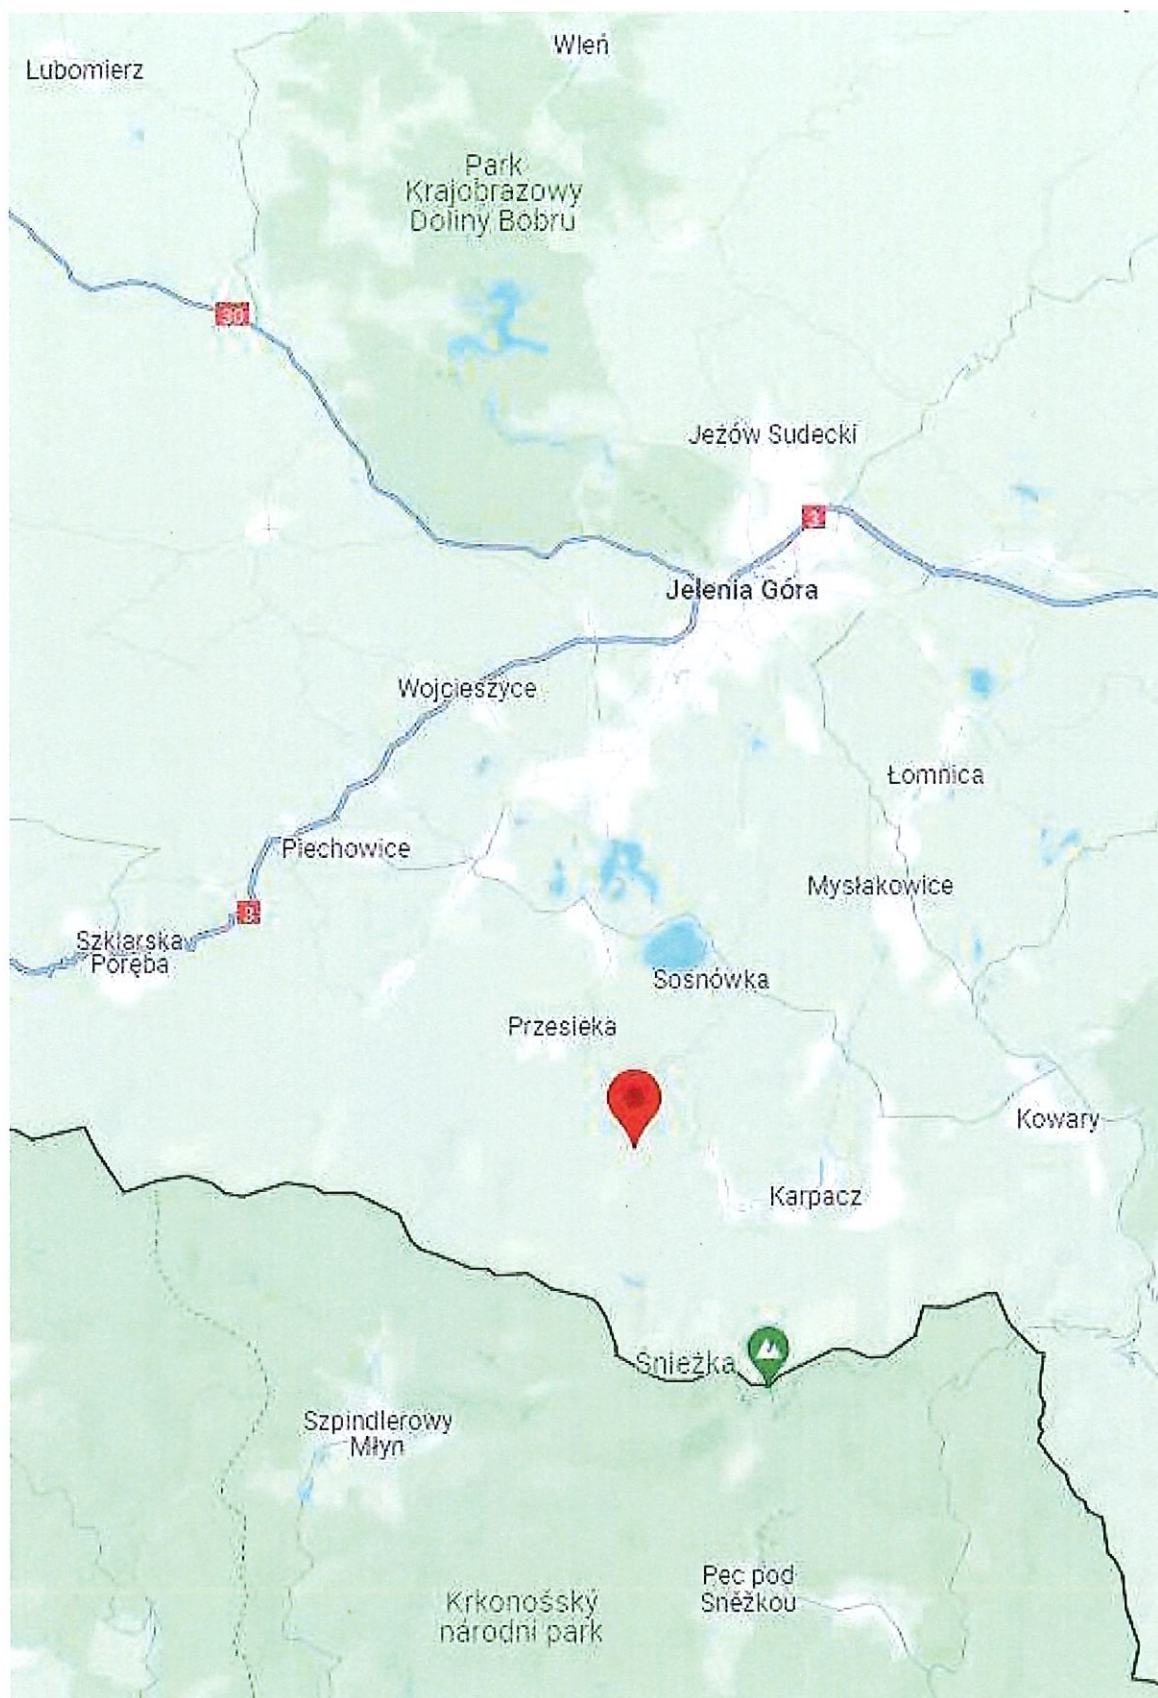 Wleń
Lubomierz
Park
Krajobrazowy
Doliny Bobru
30
Jeżów Sudecki
3
Jelenia Góra
Wojcieszyce
Łomnica
Piechowice
Mysłakowice
3
Szklarska
Poręba
Sosnówka
Przesieka
Kowary
Karpacz
Śnieżka
Szpindlerowy
Młyn
Pec pod
Sněžkou
Krkonošský
národní park